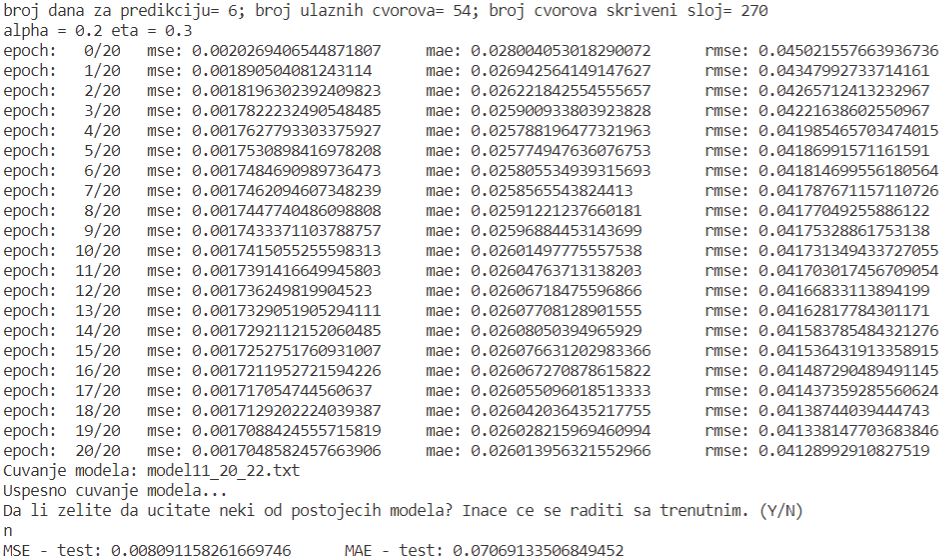 broj dana za predikciju= 6; broj ulaznih cvorova= 54; broj cvorova skriveni sloj= 270
alpha = 0.2 eta = 0.3
epoch: 0/20 mse: 0.0020269406544871807 mae: 0.028004053018290072 rmse: 0.045021557663936736
epoch: 1/20 mse: 0.001890504081243114 mae: 0.026942564149147627 rmse: 0.04347992733714161
epoch: 2/20 mse: 0.0018196302392409823 mae: 0.026221842554555657 rmse: 0.04265712413232967
epoch: 3/20 mse: 0.0017822232490548485 mae: 0.025900933803923828 rmse: 0.04221638602550967
epoch: 4/20 mse: 0.0017627793303375927 mae: 0.025788196477321963 rmse: 0.041985465703474015
epoch: 5/20 mse: 0.0017530898416978208 mae: 0.025774947636076753 rmse: 0.04186991571161591
epoch: 6/20 mse: 0.0017484690989736473 mae: 0.025805534939315693 rmse: 0.041814699556180564
epoch: 7/20 mse: 0.0017462094607348239 mae: 0.0258565543824413 rmse: 0.041787671157110726
epoch: 8/20 mse: 0.0017447740486098808 mae: 0.02591221237660181 rmse: 0.04177049255886122
epoch: 9/20 mse: 0.0017433371103788757 mae: 0.02596884453143699 rmse: 0.04175328861753138
epoch: 10/20 mse: 0.0017415055255598313 mae: 0.02601497775557538 rmse: 0.041731349433727055
epoch: 11/20 mse: 0.0017391416649945803 mae: 0.02604763713138203 rmse: 0.041703017456709054
epoch: 12/20 mse: 0.001736249819904523 mae: 0.02606718475596866 rmse: 0.04166833113894199
epoch: 13/20 mse: 0.0017329051905294111 mae: 0.02607708128901555 rmse: 0.04162817784301171
epoch: 14/20 mse: 0.0017292112152060485 mae: 0.02608050394965929 rmse: 0.041583785484321276
epoch: 15/20 mse: 0.0017252751760931007 mae: 0.026076631202983366 rmse: 0.041536431913358915
epoch: 16/20 mse: 0.0017211952721594226 mae: 0.026067270878615822 rmse: 0.041487290489491145
epoch: 17/20 mse: 0.001717054744560637 mae: 0.026055096018513333 rmse: 0.041437359285560624
epoch: 18/20 mse: 0.0017129202224039387 mae: 0.026042036435217755 rmse: 0.04138744039444743
epoch: 19/20 mse: 0.0017088424555715819 mae: 0.026028215969460994 rmse: 0.041338147703683846
epoch: 20/20 mse: 0.0017048582457663906 mae: 0.026013956321552966 rmse: 0.04128992910827519
Cuvanje modela: model11_20_22.txt
Uspesno cuvanje modela...
Da li zelite da ucitate neki od postojecih modela? Inace ce se raditi sa trenutnim. (Y/N)
n
MSE - test: 0.008091158261669746 MAE - test: 0.07069133506849452